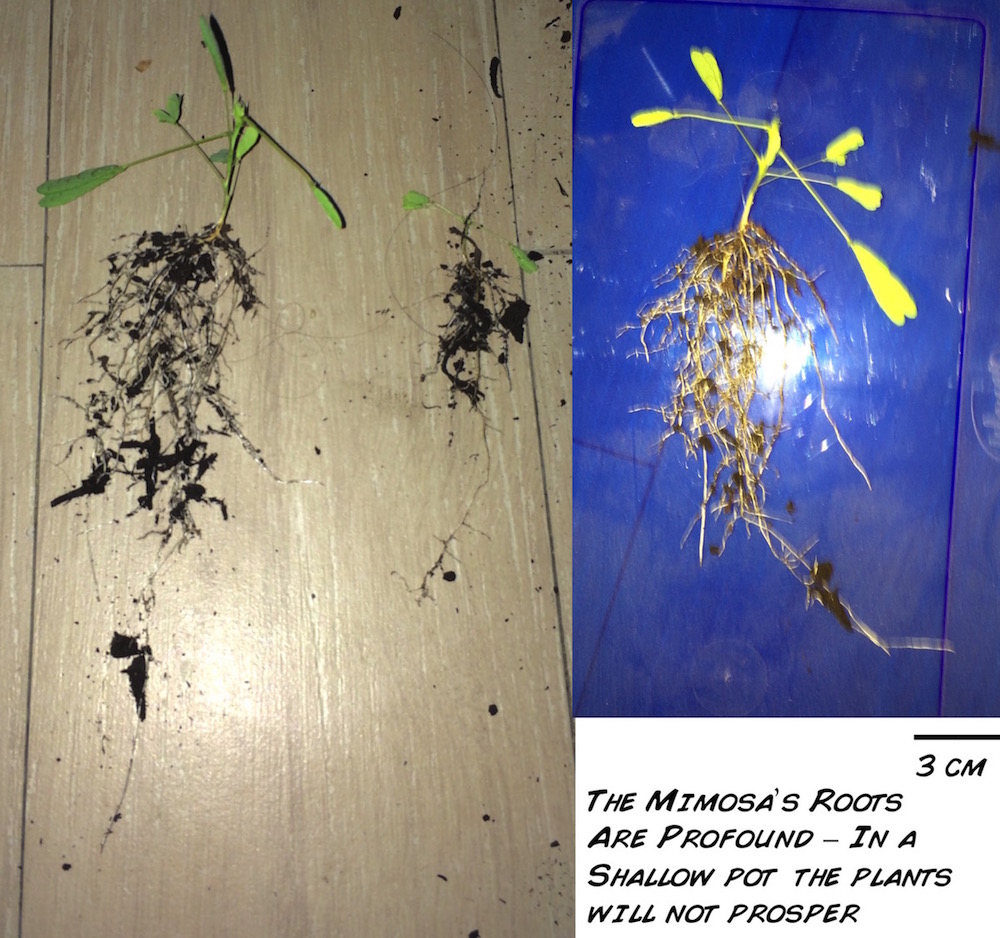 3 CM
THE MIMOSA'S ROOTS
ARE PROFOUND – IN A
SHALLOW POT THE PLANTS
WILL NOT PROSPER